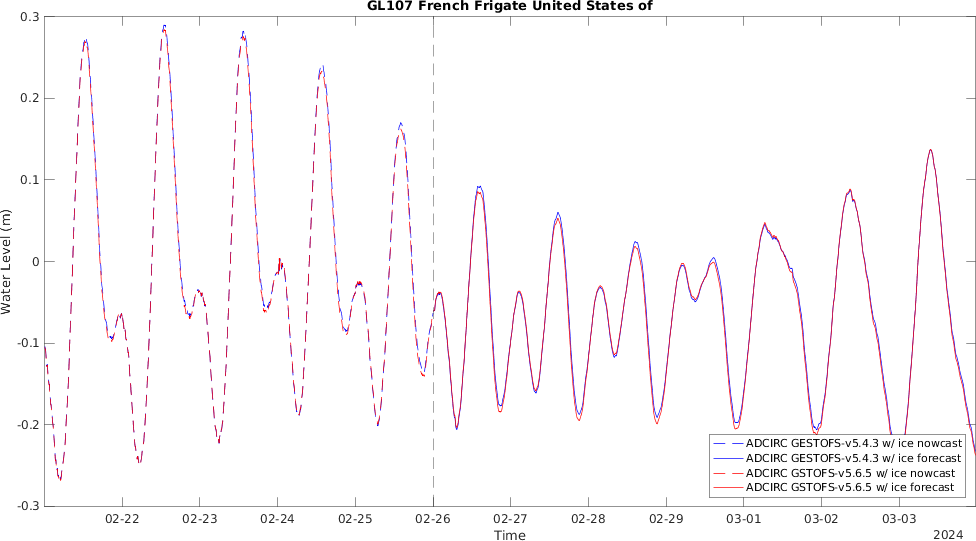 GL107 French Frigate United States of
0.3
0.2
0.1
0
-0.1
-0.2
-0.3
Water Level (m)
02-22 02-23 02-24 02-25 02-26 02-27 02-28 02-29 03-01 03-02 03-03
Time
2024
ADCIRC GESTOFS-v5.4.3 w/ ice nowcast
ADCIRC GESTOFS-v5.4.3 w/ ice forecast
ADCIRC GSTOFS-v5.6.5 w/ ice nowcast
ADCIRC GSTOFS-v5.6.5 w/ ice forecast